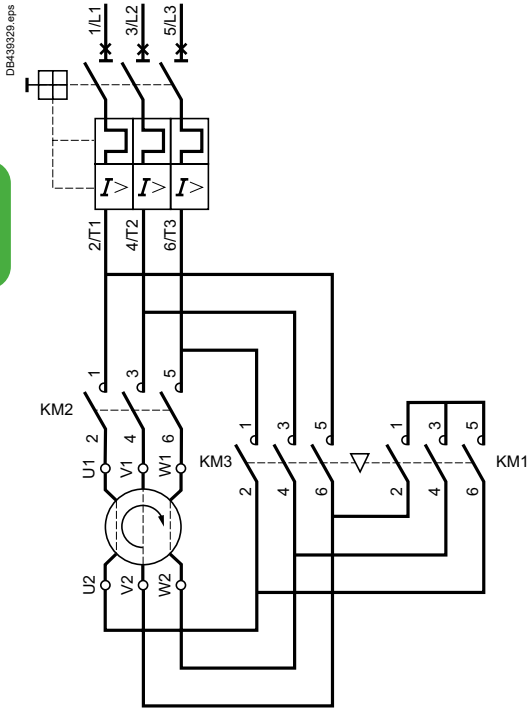 DB439329.eps
1/L1 3/L2 5/L3
I> I> I>
2/T1 4/T2 6/T3
1 3 5
KM2
2 4 6
U1 V1 W1
1 3 5
1 3 5
KM3
KM1
2 4 6
2 4 6
U2 V2 W2